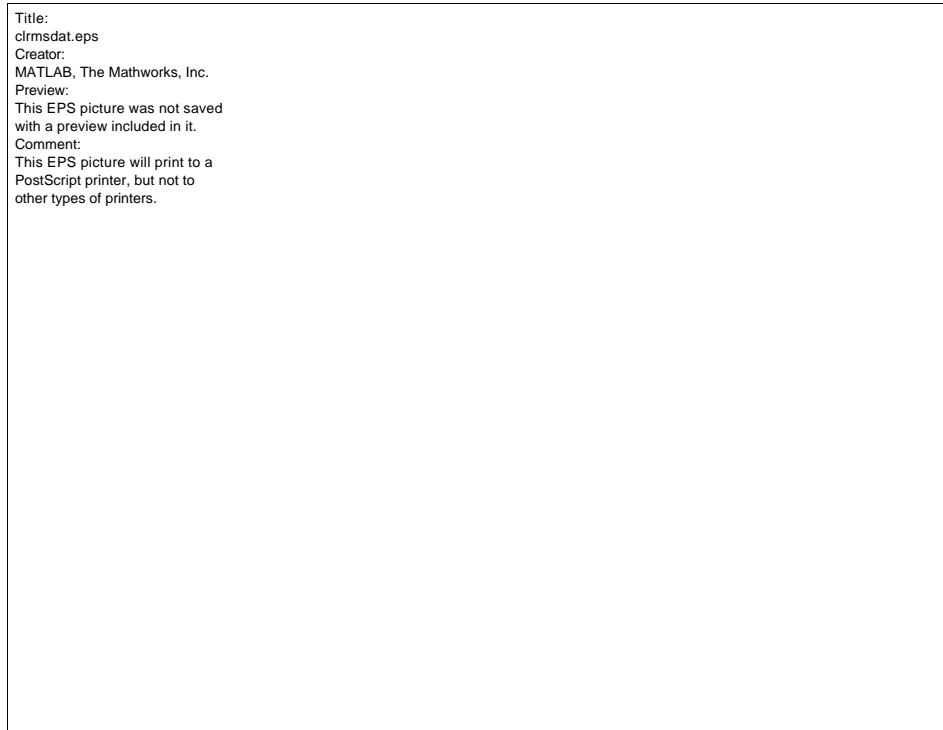 Title:
clrmsdat.eps
Creator:
MATLAB, The Mathworks, Inc.
Preview:
This EPS picture was not saved
with a preview included in it.
Comment:
This EPS picture will print to a
PostScript printer, but not to
other types of printers.